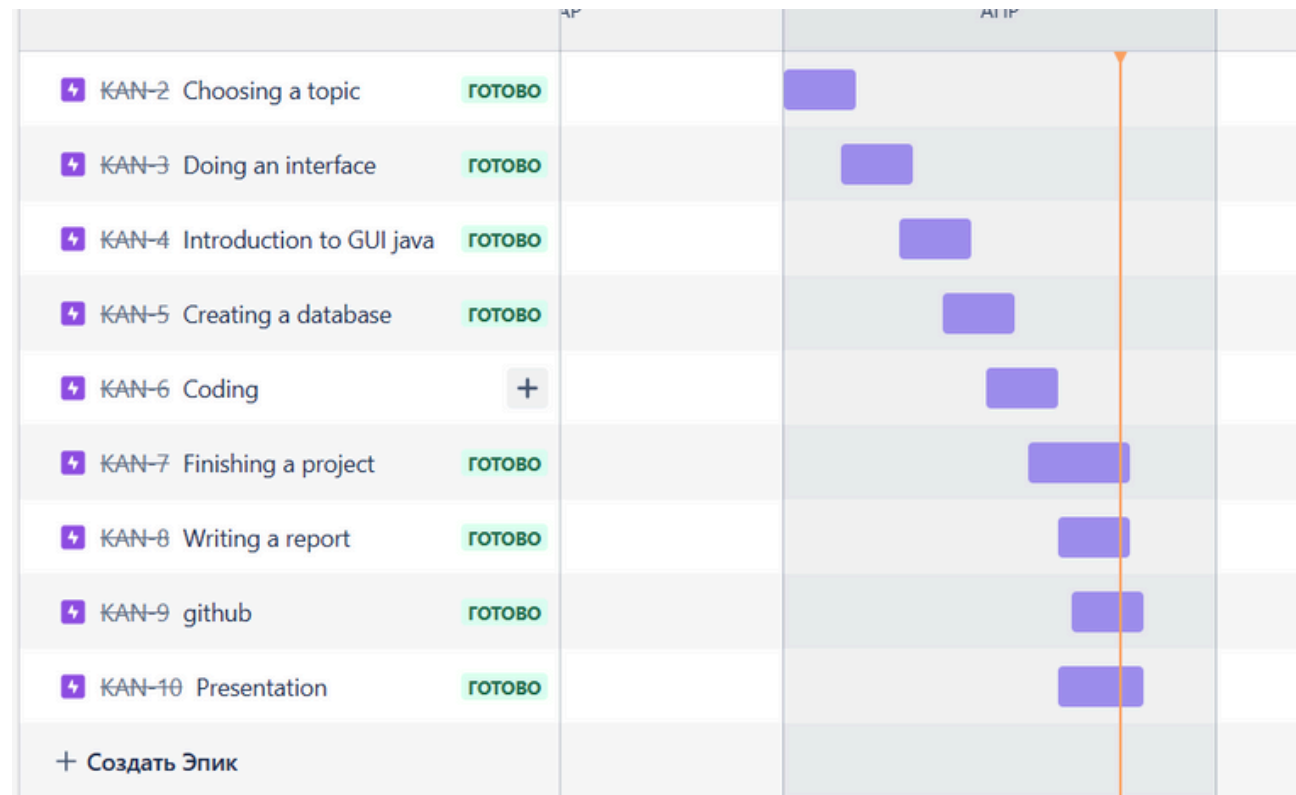 АПР
KAN-2 Choosing a topic ГОТОВО
KAN-3 Doing an interface ГОТОВО
KAN-4 Introduction to GUI java ГОТОВО
KAN-5 Creating a database ГОТОВО
KAN-6 Coding +
KAN-7 Finishing a project ГОТОВО
KAN-8 Writing a report ГОТОВО
KAN-9 github ГОТОВО
KAN-10 Presentation ГОТОВО
+ Создать Эпик